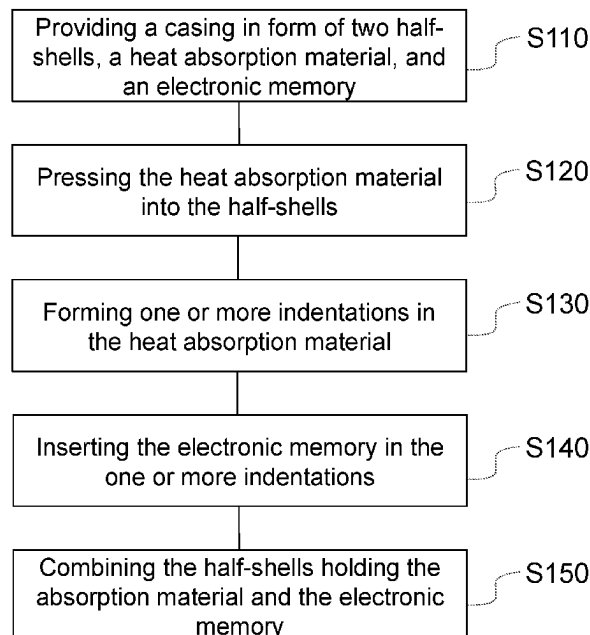 Providing a casing in form of two half-
shells, a heat absorption material, and
an electronic memory
S110
Pressing the heat absorption material
into the half-shells
S120
Forming one or more indentations in
the heat absorption material
S130
Inserting the electronic memory in the
one or more indentations
S140
Combining the half-shells holding the
absorption material and the electronic
memory
S150